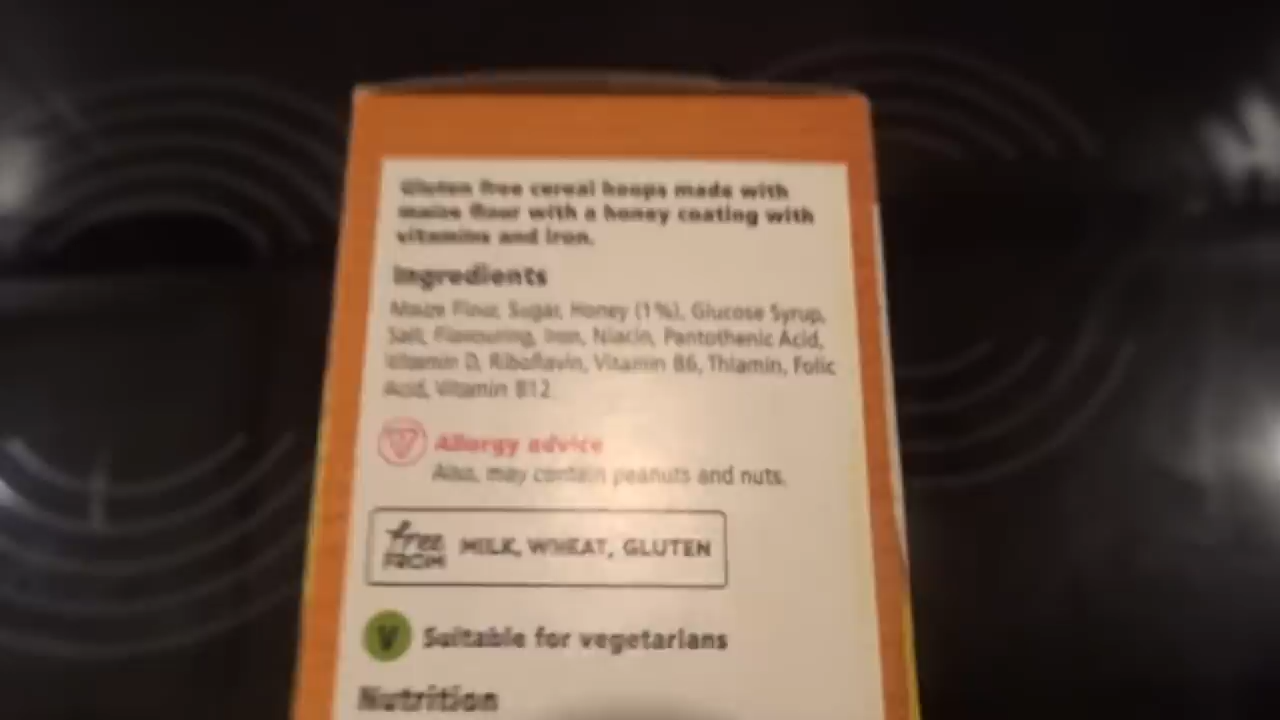 Gluten free cereal hoops made with
maize flour with a honey coating with
vitamins and iron.
Ingredients
Maize Flour, Sugar, Honey (1%), Glucose Syrup,
Salt, Flavouring, Iron, Niacin, Pantothenic Acid,
Vitamin D, Riboflavin, Vitamin B6, Thiamin, Folic
Acid, Vitamin B12
Allergy advice
Also, may contain peanuts and nuts.
free
FROM MILK, WHEAT, GLUTEN
V Suitable for vegetarians
Nutrition